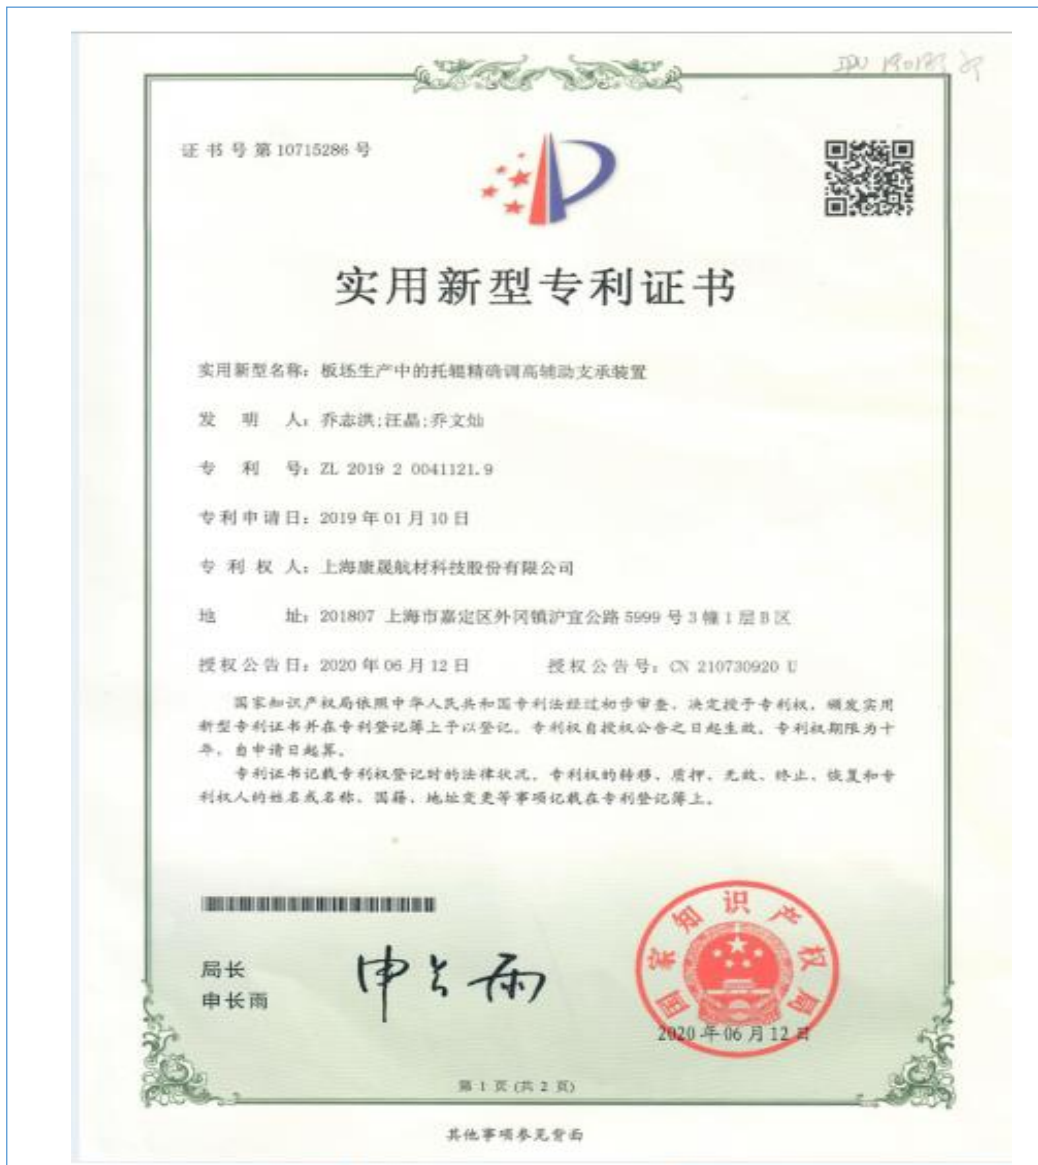 证书号第10715286号
实用新型专利证书
实用新型名称：板坯生产中的托辊精确调高辅助支承装置
发明人：乔志洪;汪晶;乔文灿
专利号：ZL 2019 2 0041121.9
专利申请日：2019年01月10日
专利权人：上海康晟航材科技股份有限公司
地址：201807 上海市嘉定区外冈镇沪宜公路5999号3幢1层B区
授权公告日：2020年06月12日 授权公告号：CN 210730920 U
国家知识产权局依照中华人民共和国专利法经过初步审查，决定授予专利权，颁发实用
新型专利证书并在专利登记簿上予以登记。专利权自授权公告之日起生效。专利权期限为十
年，自申请日起算。
专利证书记载专利权登记时的法律状况。专利权的转移、质押、无效、终止、恢复和专
利权人的姓名或名称、国籍、地址变更等事项记载在专利登记簿上。
局长
申长雨
申长雨
国家知识产权局
2020年06月12日
第1页(共2页)
其他事项参见背面